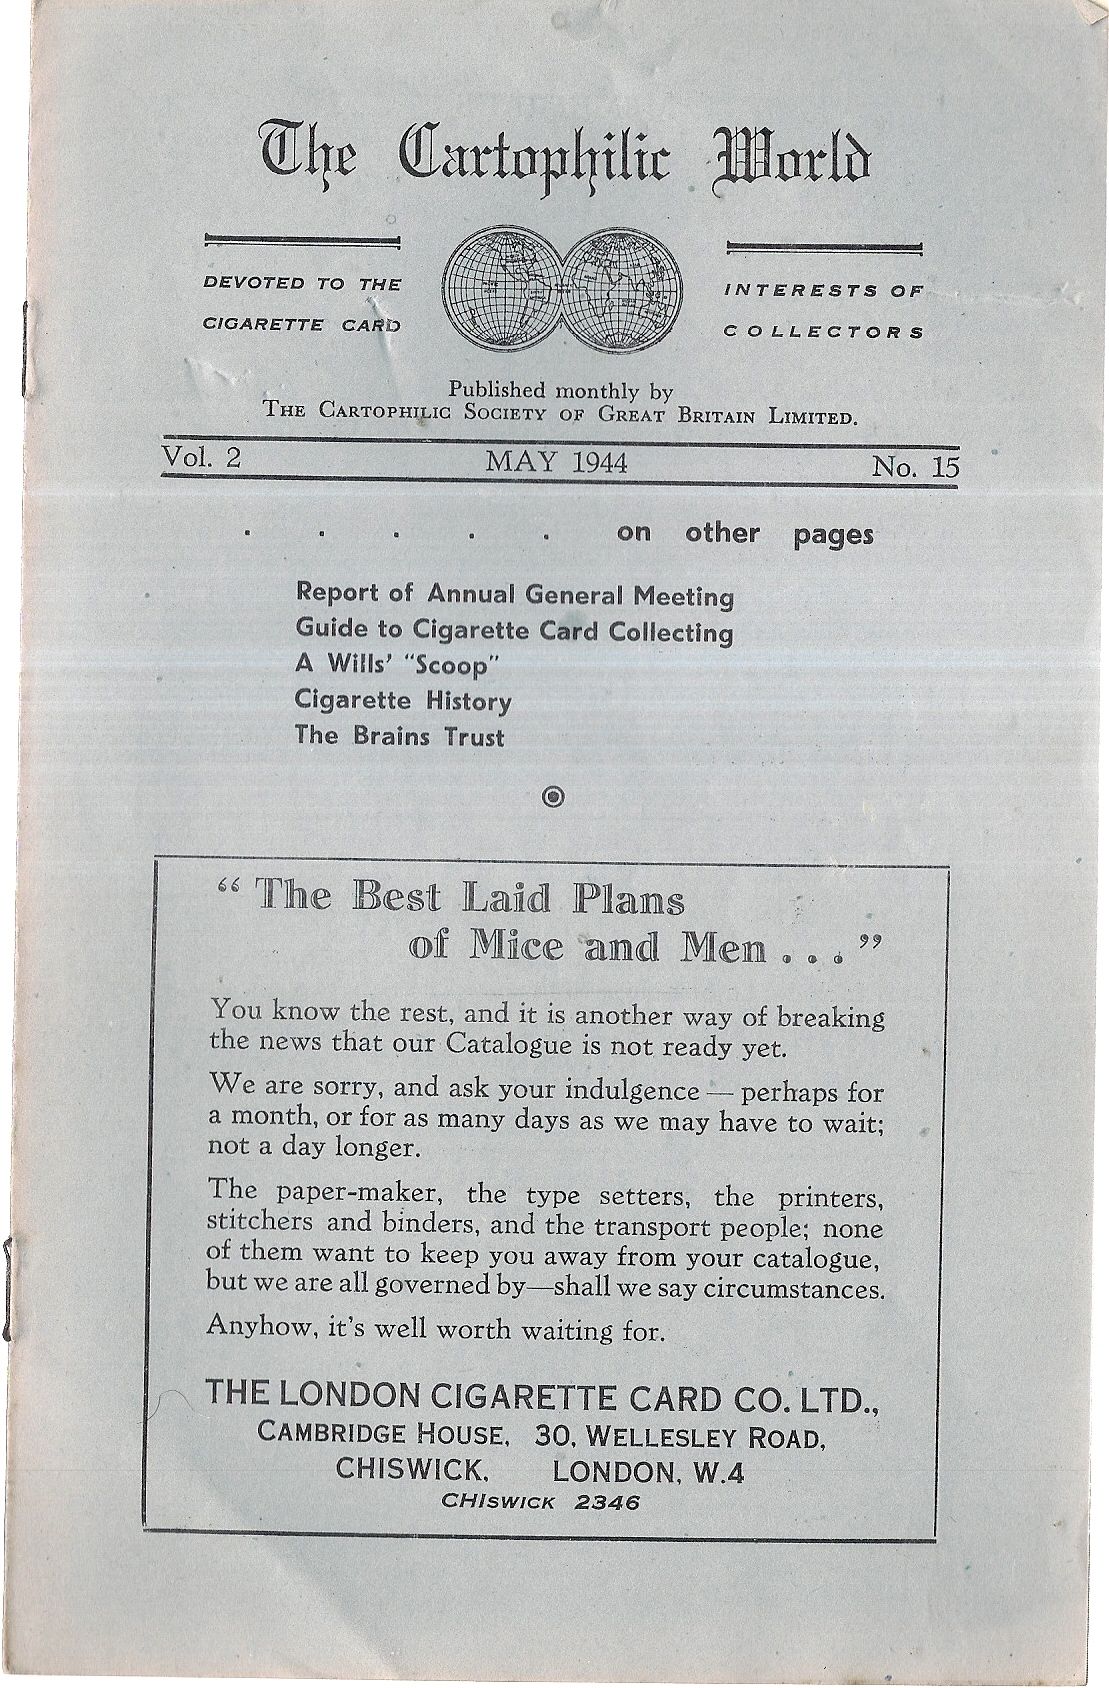 The Cartophilic World
DEVOTED TO THE
CIGARETTE CARD
INTERESTS OF
COLLECTORS
Published monthly by
THE CARTOPHILIC SOCIETY OF GREAT BRITAIN LIMITED.
Vol. 2 MAY 1944 No. 15
. . . . . on other pages
Report of Annual General Meeting
Guide to Cigarette Card Collecting
A Wills' "Scoop"
Cigarette History
The Brains Trust
“The Best Laid Plans
of Mice and Men . . .”
You know the rest, and it is another way of breaking
the news that our Catalogue is not ready yet.
We are sorry, and ask your indulgence — perhaps for
a month, or for as many days as we may have to wait;
not a day longer.
The paper-maker, the type setters, the printers,
stitchers and binders, and the transport people; none
of them want to keep you away from your catalogue,
but we are all governed by—shall we say circumstances.
Anyhow, it's well worth waiting for.
THE LONDON CIGARETTE CARD CO. LTD.,
CAMBRIDGE HOUSE, 30, WELLESLEY ROAD,
CHISWICK, LONDON, W.4
CHISWICK 2346